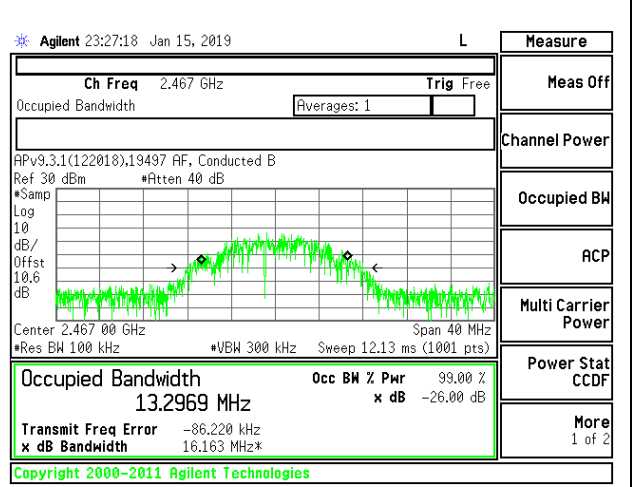 Agilent 23:27:18 Jan 15, 2019 L
Measure
Ch Freq 2.467 GHz Trig Free
Occupied Bandwidth Averages: 1
APv9.3.1(122018),19497 AF, Conducted B
Ref 30 dBm #Atten 40 dB
#Samp
Log
10
dB/
Offst
10.6
dB
Center 2.467 00 GHz Span 40 MHz
#Res BW 100 kHz #VBW 300 kHz Sweep 12.13 ms (1001 pts)
Occupied Bandwidth Occ BW % Pwr 99.00 %
13.2969 MHz x dB -26.00 dB
Transmit Freq Error -86.220 kHz
x dB Bandwidth 16.163 MHz*
Copyright 2000-2011 Agilent Technologies
Meas Off
Channel Power
Occupied BW
ACP
Multi Carrier
Power
Power Stat
CCDF
More
1 of 2